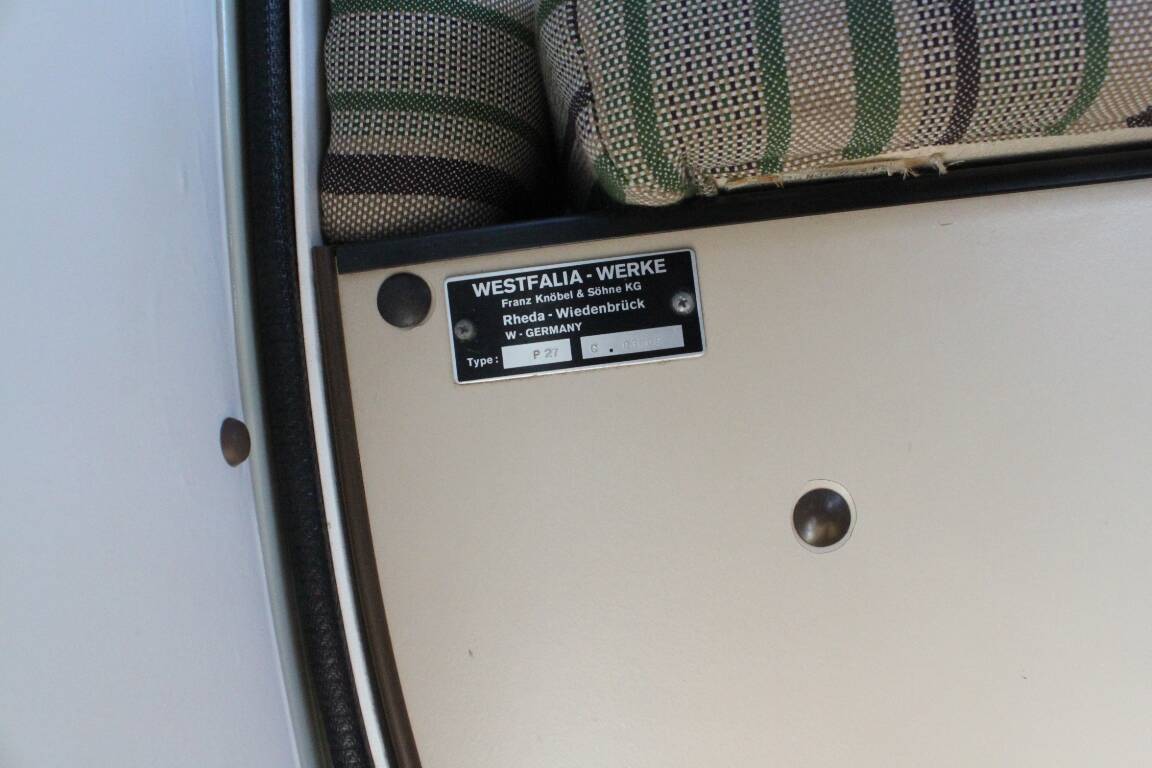 WESTFALIA - WERKE
Franz Knöbel & Söhne KG
Rheda - Wiedenbrück
W - GERMANY
Type: P 27